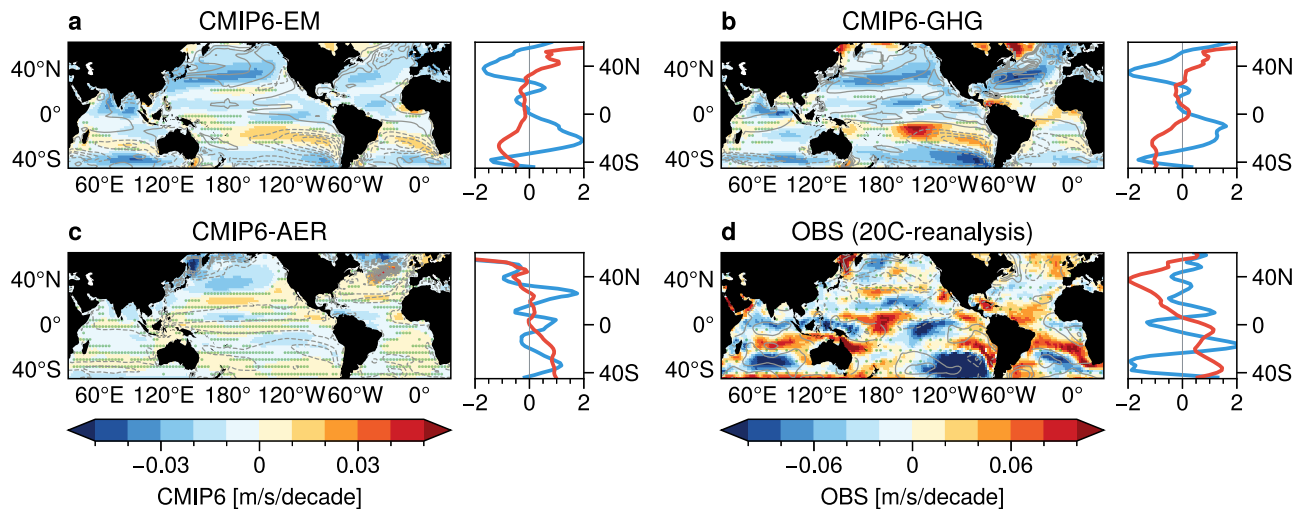 a CMIP6-EM
b CMIP6-GHG
40°N
0°
40°S
40N
0
40S
40°N
0°
40°S
40N
0
40S
60°E 120°E 180° 120°W 60°W 0°
−2 0 2
60°E 120°E 180° 120°W 60°W 0°
−2 0 2
c CMIP6-AER
d OBS (20C-reanalysis)
40°N
0°
40°S
40N
0
40S
40°N
0°
40°S
40N
0
40S
60°E 120°E 180° 120°W 60°W 0°
−2 0 2
60°E 120°E 180° 120°W 60°W 0°
−2 0 2
−0.03 0 0.03
−0.06 0 0.06
CMIP6 [m/s/decade]
OBS [m/s/decade]